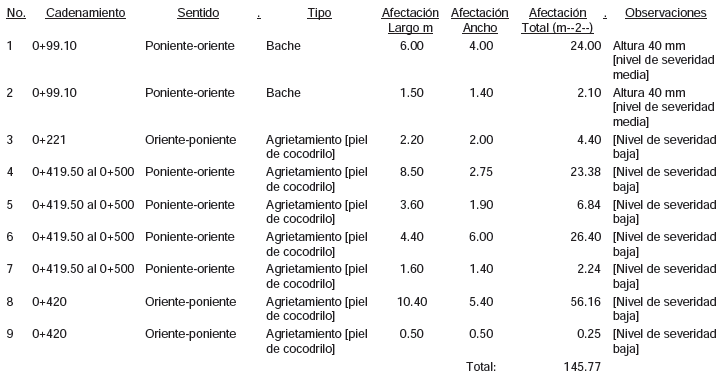 No. Cadenamiento Sentido . Tipo Afectación Largo m Afectación Ancho Afectación Total (m--2--) . Observaciones
1 0+99.10 Poniente-oriente Bache 6.00 4.00 24.00 Altura 40 mm
[nivel de severidad
media]
2 0+99.10 Poniente-oriente Bache 1.50 1.40 2.10 Altura 40 mm
[nivel de severidad
media]
3 0+221 Oriente-poniente Agrietamiento [piel 2.20 2.00 4.40 [Nivel de severidad
de cocodrilo] baja]
4 0+419.50 al 0+500 Poniente-oriente Agrietamiento [piel 8.50 2.75 23.38 [Nivel de severidad
de cocodrilo] baja]
5 0+419.50 al 0+500 Poniente-oriente Agrietamiento [piel 3.60 1.90 6.84 [Nivel de severidad
de cocodrilo] baja]
6 0+419.50 al 0+500 Poniente-oriente Agrietamiento [piel 4.40 6.00 26.40 [Nivel de severidad
de cocodrilo] baja]
7 0+419.50 al 0+500 Poniente-oriente Agrietamiento [piel 1.60 1.40 2.24 [Nivel de severidad
de cocodrilo] baja]
8 0+420 Oriente-poniente Agrietamiento [piel 10.40 5.40 56.16 [Nivel de severidad
de cocodrilo] baja]
9 0+420 Oriente-poniente Agrietamiento [piel 0.50 0.50 0.25 [Nivel de severidad
de cocodrilo] baja]
Total: 145.77